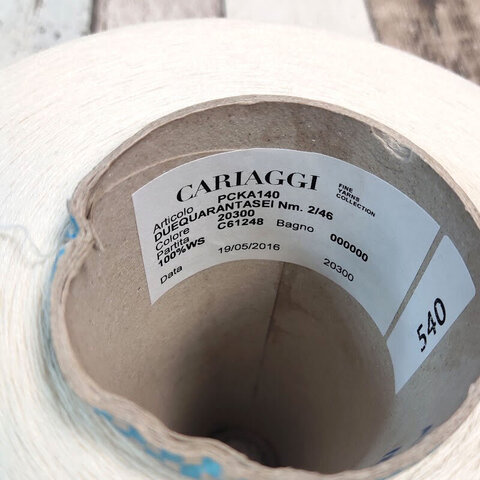 CARIAGGI
FINE
YARNS
COLLECTION
Articolo PCKA140
DUEQUARANTASEI Nm. 2/46
Colore 20300
Partita C61248 Bagno 000000
100%WS
Data 19/05/2016 20300
540